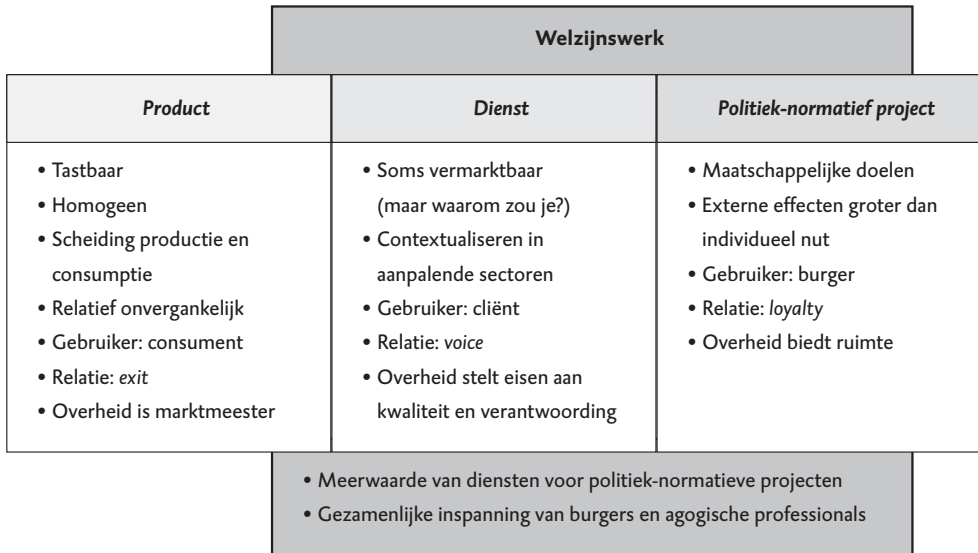 Welzijnswerk
Product
• Tastbaar
• Homogeen
• Scheiding productie en
consumptie
• Relatief onvergankelijk
• Gebruiker: consument
• Relatie: exit
• Overheid is marktmeester
Dienst
• Soms vermarktbaar
(maar waarom zou je?)
• Contextualiseren in
aanpalende sectoren
• Gebruiker: cliënt
• Relatie: voice
• Overheid stelt eisen aan
kwaliteit en verantwoording
Politiek-normatief project
• Maatschappelijke doelen
• Externe effecten groter dan
individueel nut
• Gebruiker: burger
• Relatie: loyalty
• Overheid biedt ruimte
• Meerwaarde van diensten voor politiek-normatieve projecten
• Gezamenlijke inspanning van burgers en agogische professionals